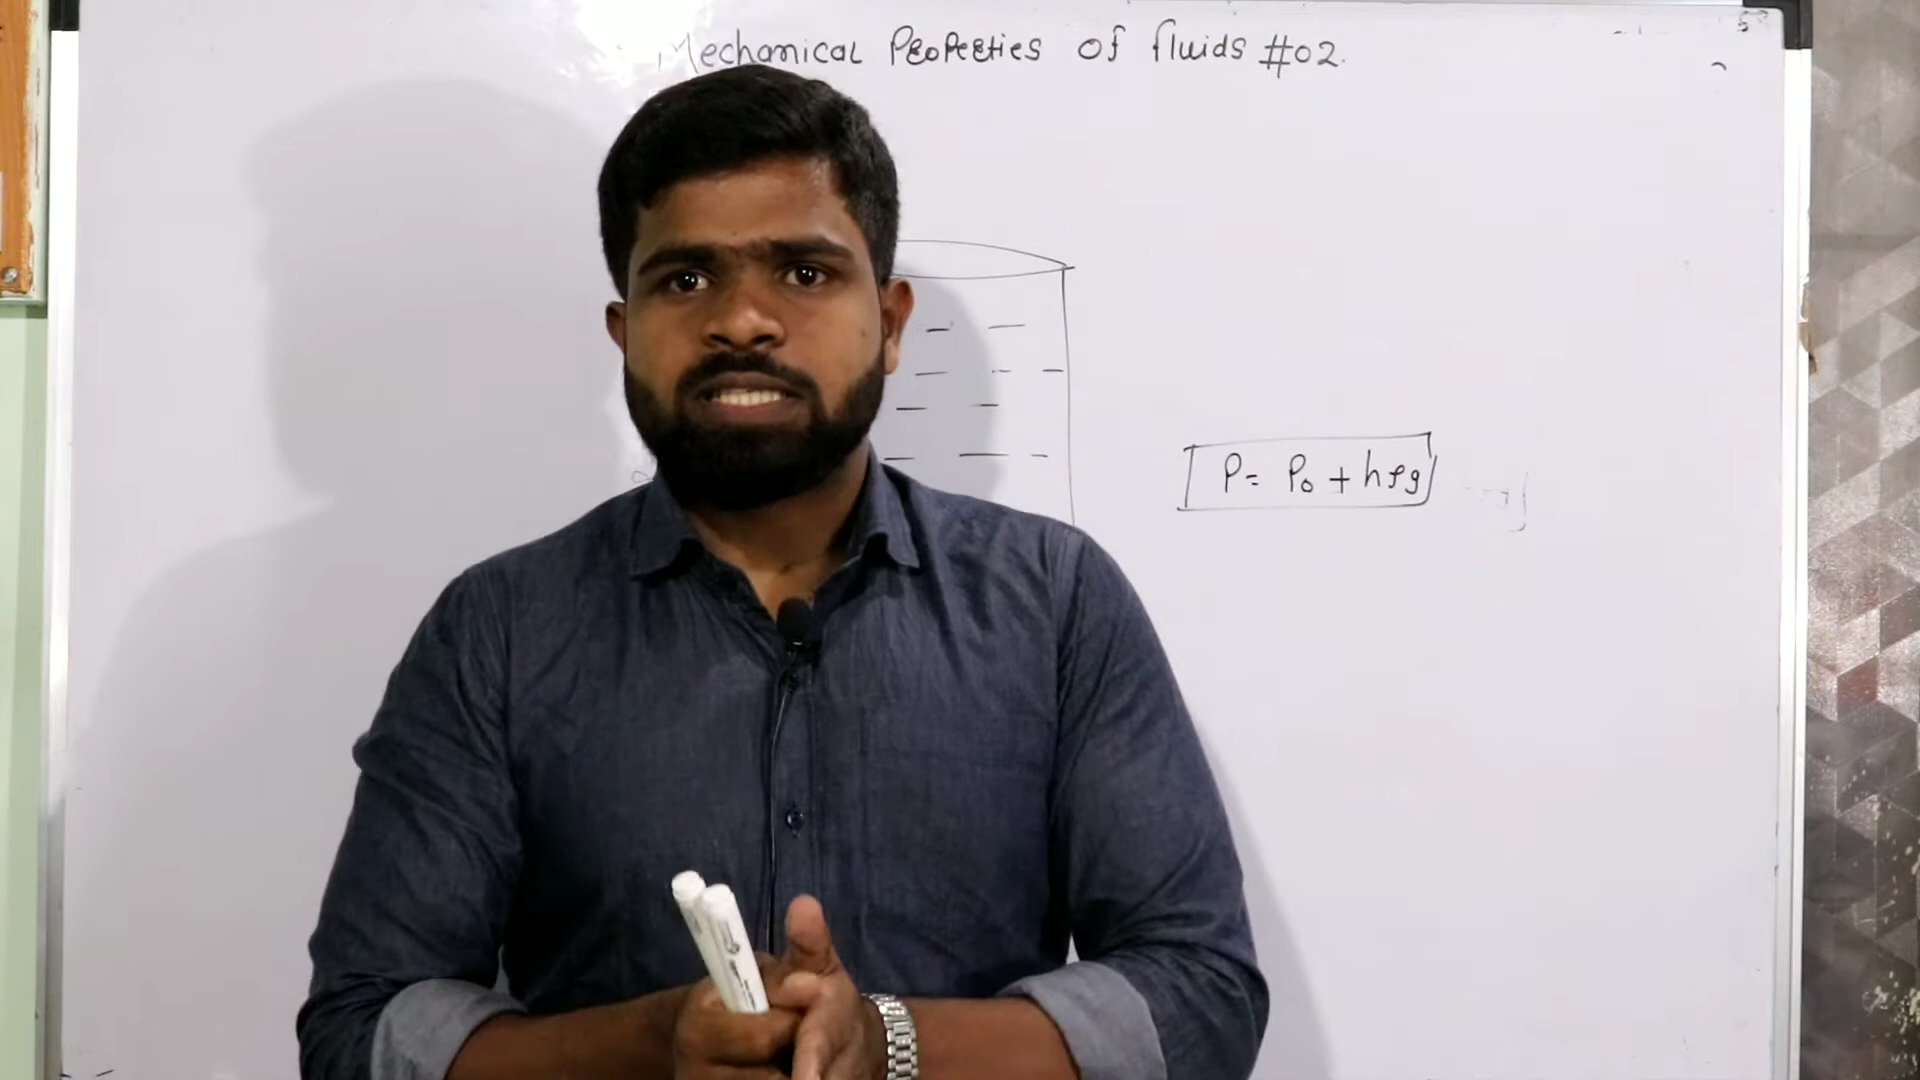 Mechanical Properties of fluids #02.
P = P₀ + hρg